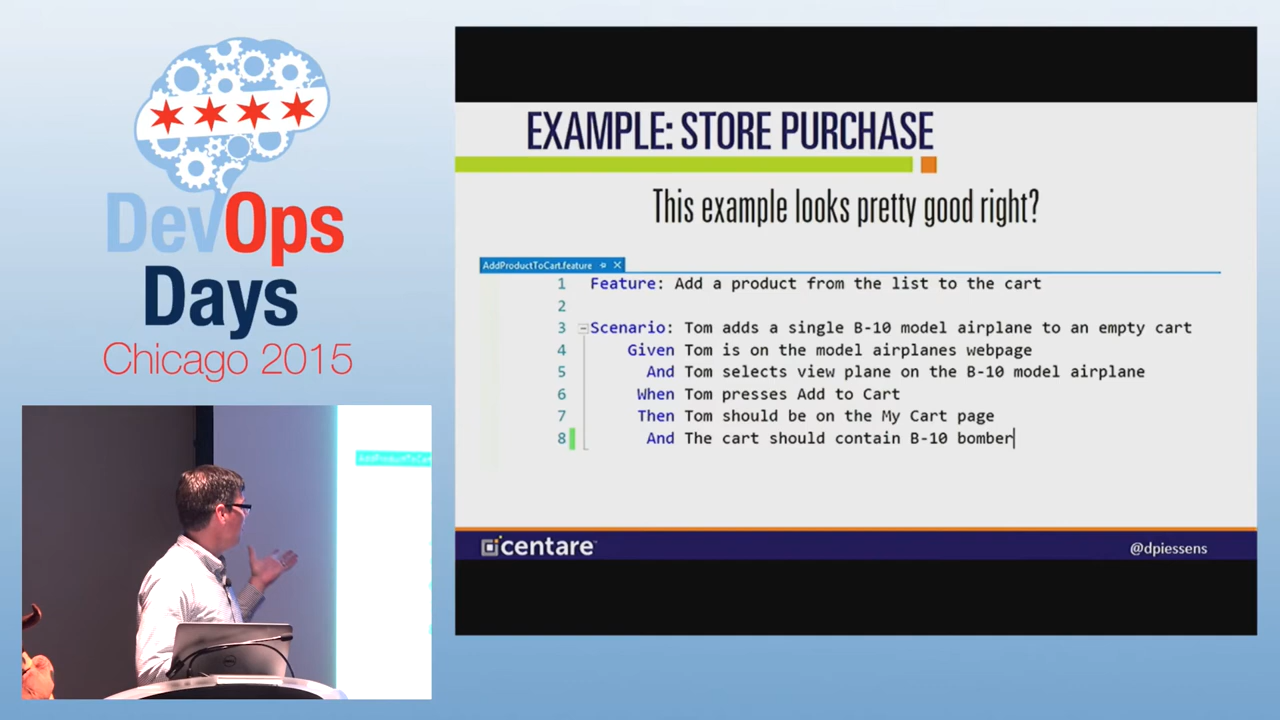 DevOps
Days
Chicago 2015
EXAMPLE: STORE PURCHASE
This example looks pretty good right?
AddProductToCart.feature
1 Feature: Add a product from the list to the cart
2
3 Scenario: Tom adds a single B-10 model airplane to an empty cart
4 Given Tom is on the model airplanes webpage
5 And Tom selects view plane on the B-10 model airplane
6 When Tom presses Add to Cart
7 Then Tom should be on the My Cart page
8 And The cart should contain B-10 bomber
centare
@dpiessens
AddProductToCart